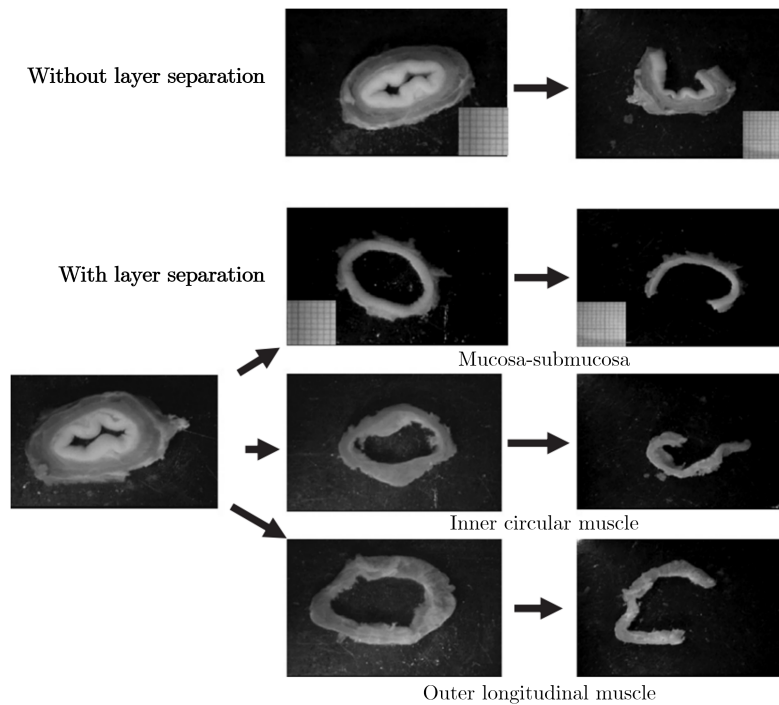 Without layer separation
With layer separation
Mucosa-submucosa
Inner circular muscle
Outer longitudinal muscle